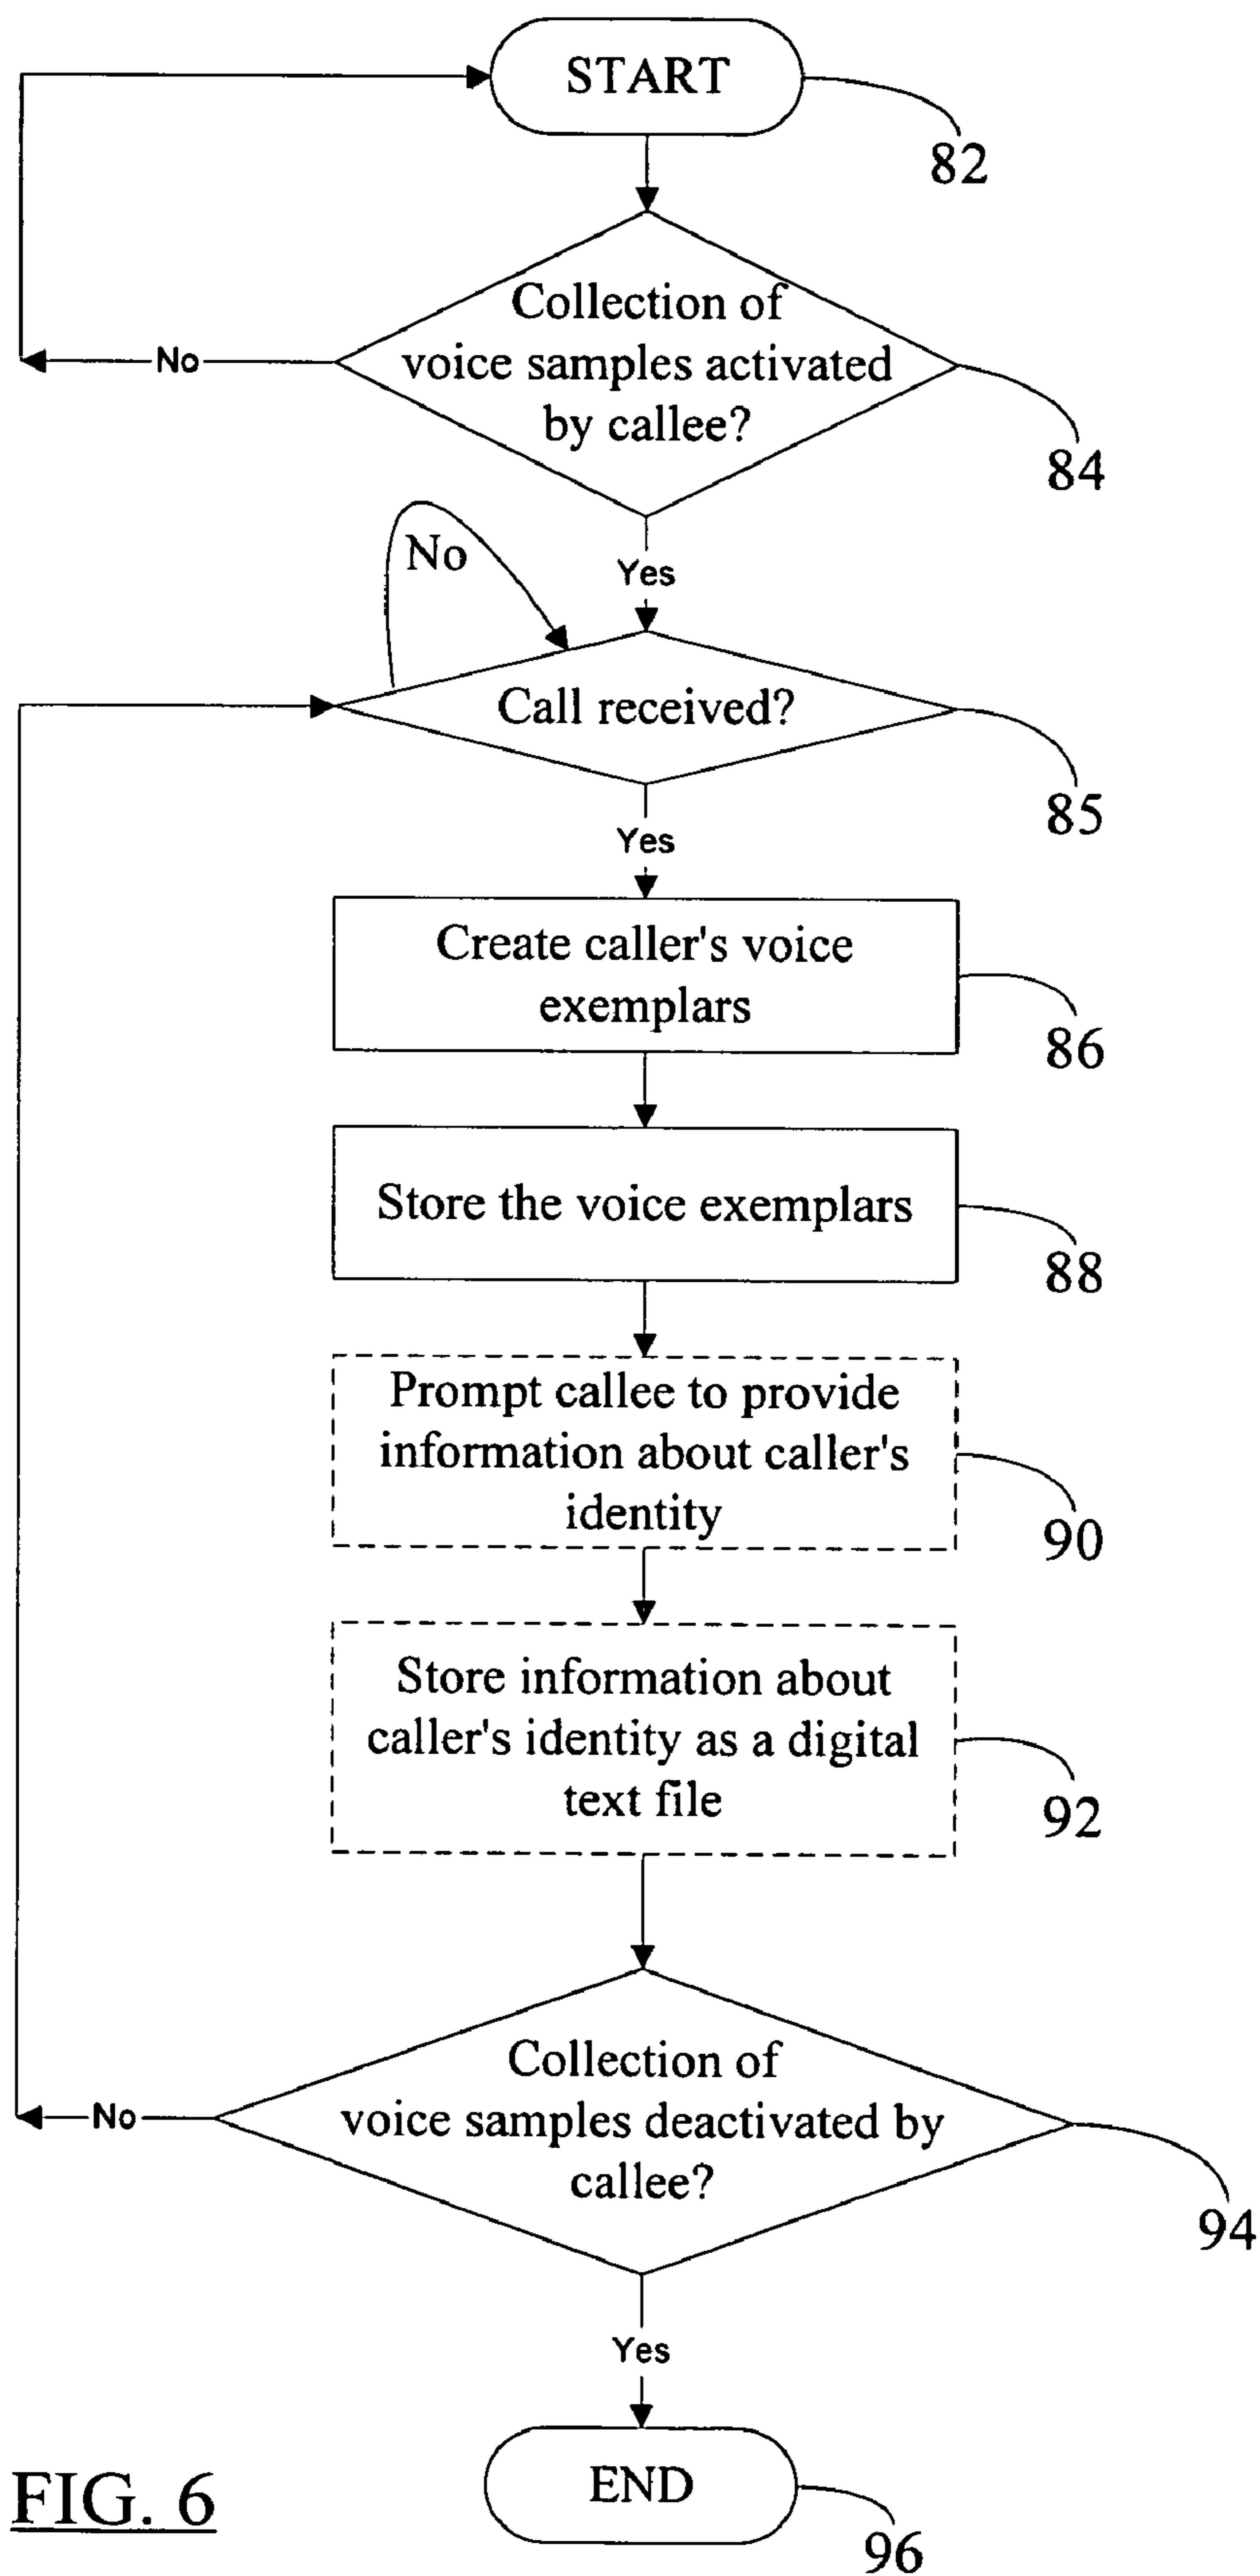 START
82
Collection of
voice samples activated
by callee?
No
84
Yes
No
Call received?
85
Yes
Create caller's voice
exemplars
86
Store the voice exemplars
88
Prompt callee to provide
information about caller's
identity
90
Store information about
caller's identity as a digital
text file
92
Collection of
voice samples deactivated by
callee?
No
94
Yes
END
96
FIG. 6